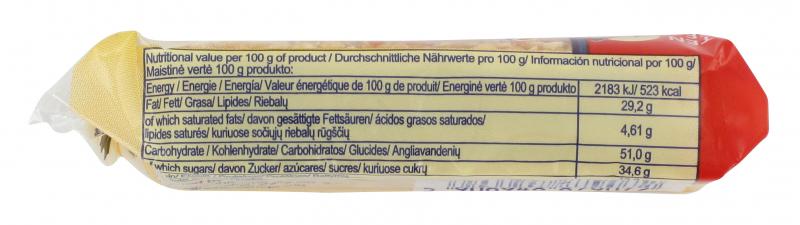 Nutritional value per 100 g of product / Durchschnittliche Nährwerte pro 100 g/ Información nutricional por 100 g/
Maistinė vertė 100 g produkto:
Energy / Energie / Energía/ Valeur énergétique de 100 g de produit/ Energinė vertė 100 g produkto 2183 kJ/ 523 kcal
Fat/ Fett/ Grasa/ Lipides/ Riebalų 29,2 g
of which saturated fats/ davon gesättigte Fettsäuren/ ácidos grasos saturados/
lipides saturés/ kuriuose sočiųjų riebalų rūgščių 4,61 g
Carbohydrate / Kohlenhydrate/ Carbohidratos/ Glucides/ Angliavandenių 51,0 g
of which sugars/ davon Zucker/ azúcares/ sucres/ kuriuose cukrų 34,6 g